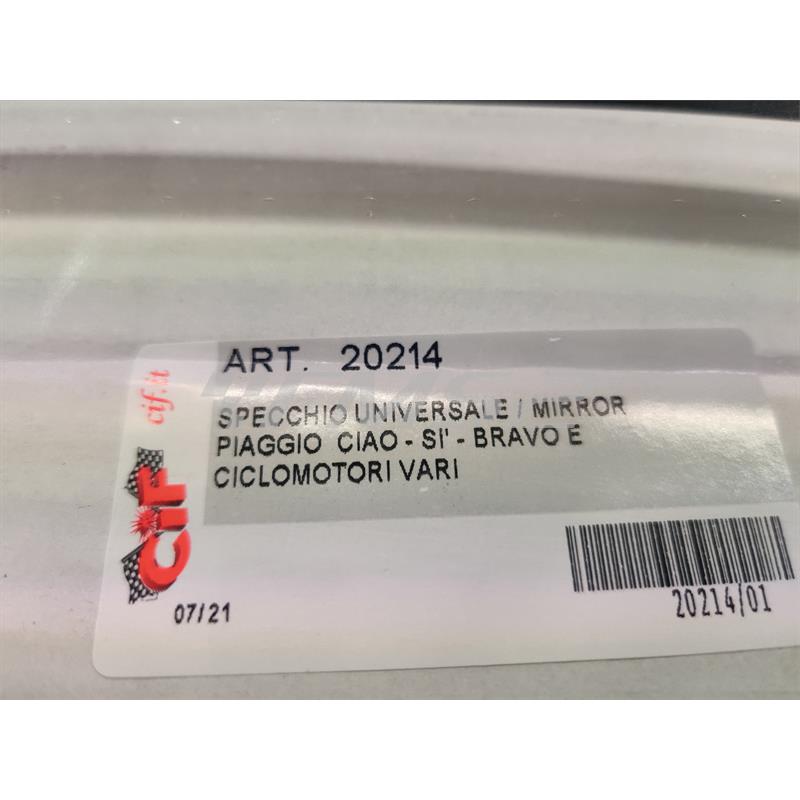 ART. 20214
SPECCHIO UNIVERSALE / MIRROR
PIAGGIO CIAO - SI' - BRAVO E
CICLOMOTORI VARI
cif.it
CiF
07/21
20214/01